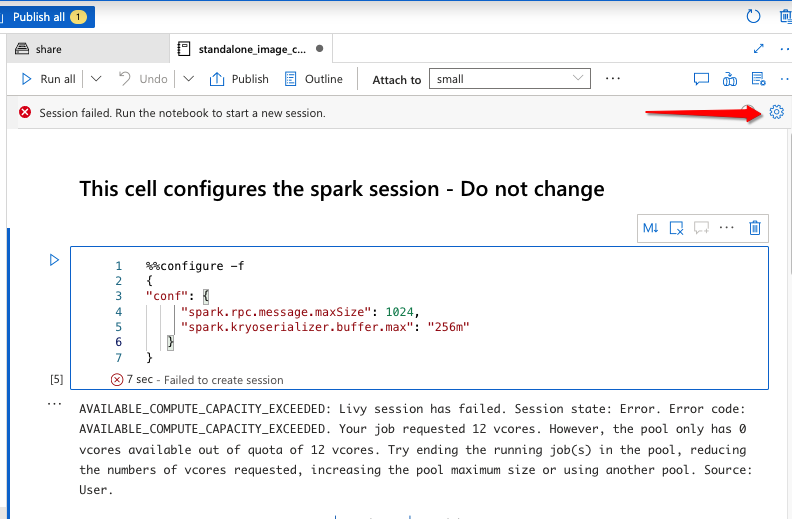 Publish all 1
share
standalone_image_c...
Run all
Undo
Publish
Outline
Attach to
small
Session failed. Run the notebook to start a new session.
This cell configures the spark session - Do not change
M↓
1 %%configure -f
2 {
3 "conf": {
4 "spark.rpc.message.maxSize": 1024,
5 "spark.kryoserializer.buffer.max": "256m"
6 }
7 }
[5]
7 sec - Failed to create session
AVAILABLE_COMPUTE_CAPACITY_EXCEEDED: Livy session has failed. Session state: Error. Error code:
AVAILABLE_COMPUTE_CAPACITY_EXCEEDED. Your job requested 12 vcores. However, the pool only has 0
vcores available out of quota of 12 vcores. Try ending the running job(s) in the pool, reducing
the numbers of vcores requested, increasing the pool maximum size or using another pool. Source:
User.